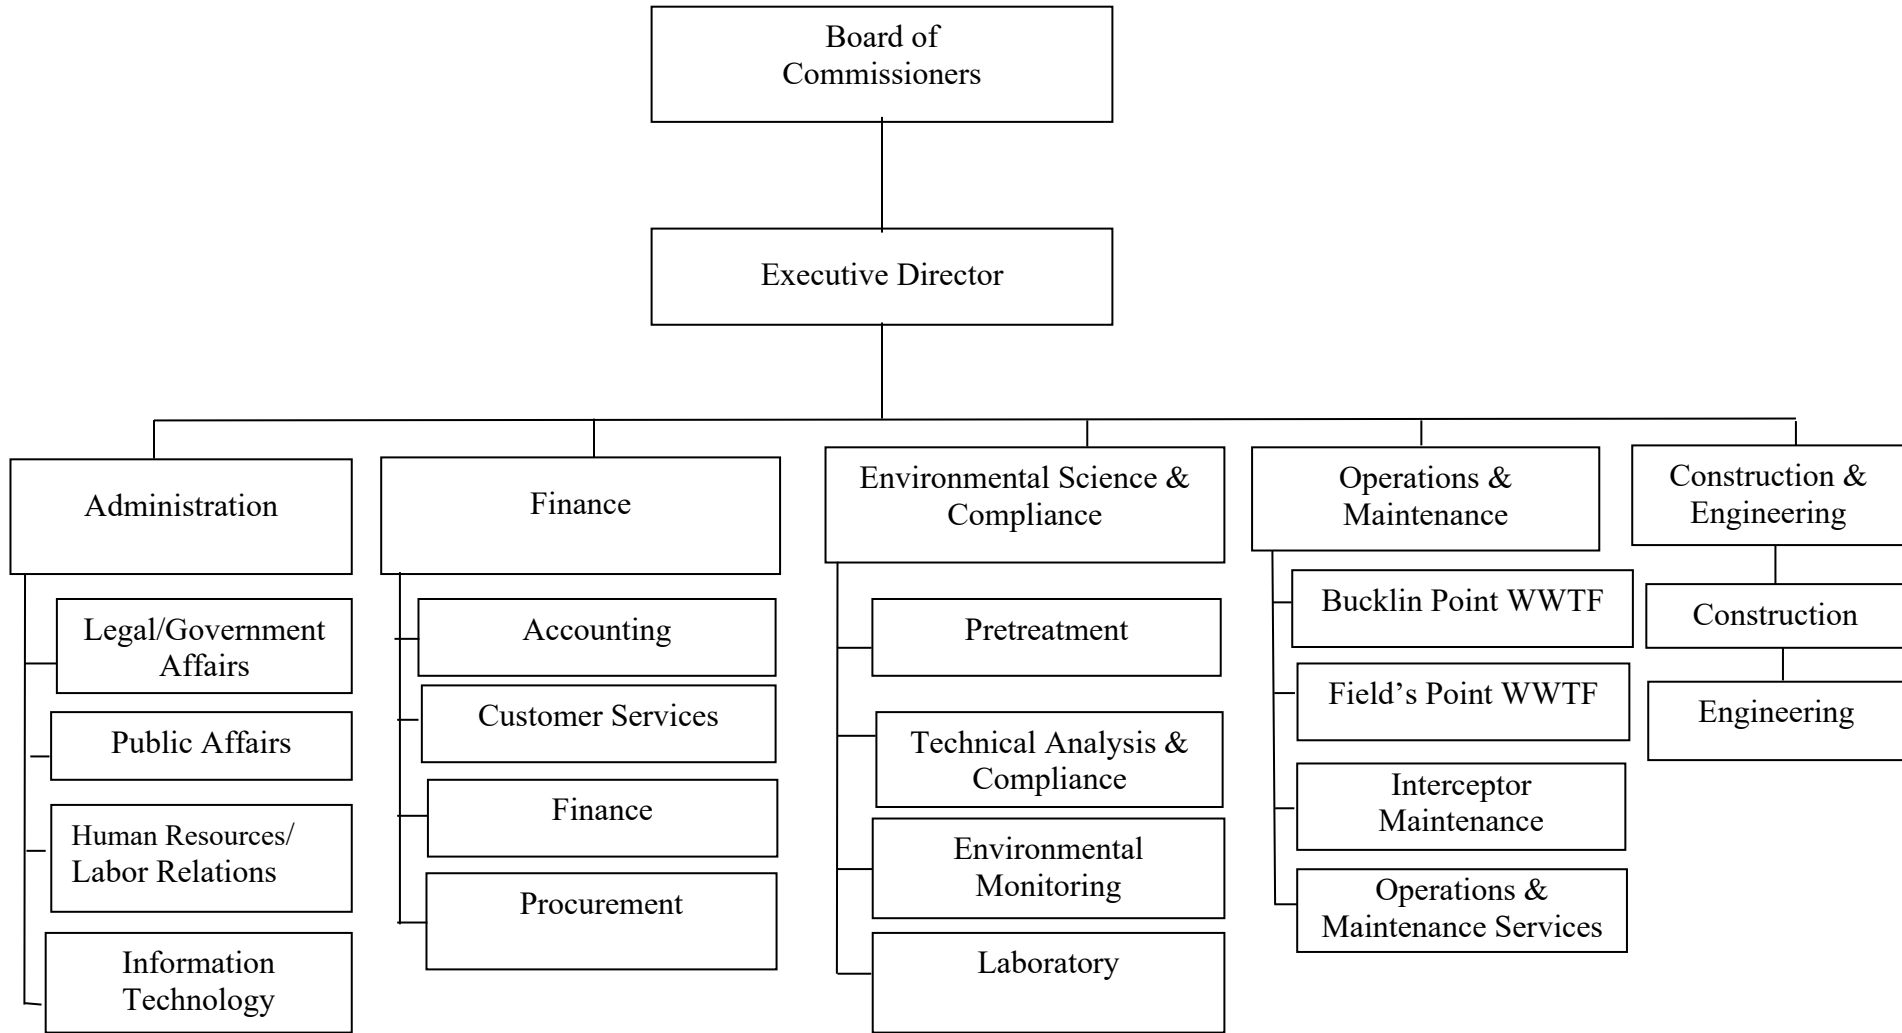 Board of
Commissioners
Executive Director
Administration
Legal/Government
Affairs
Public Affairs
Human Resources/
Labor Relations
Information
Technology
Finance
Accounting
Customer Services
Finance
Procurement
Environmental Science &
Compliance
Pretreatment
Technical Analysis &
Compliance
Environmental
Monitoring
Laboratory
Operations &
Maintenance
Bucklin Point WWTF
Field’s Point WWTF
Interceptor
Maintenance
Operations &
Maintenance Services
Construction &
Engineering
Construction
Engineering